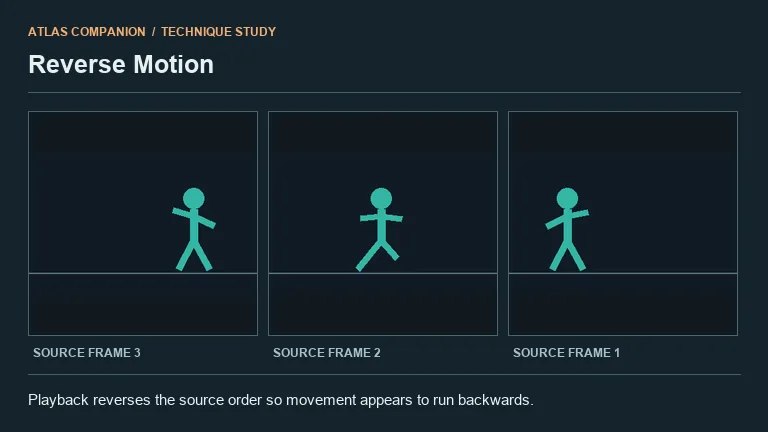 ATLAS COMPANION / TECHNIQUE STUDY
Reverse Motion
SOURCE FRAME 3
SOURCE FRAME 2
SOURCE FRAME 1
Playback reverses the source order so movement appears to run backwards.